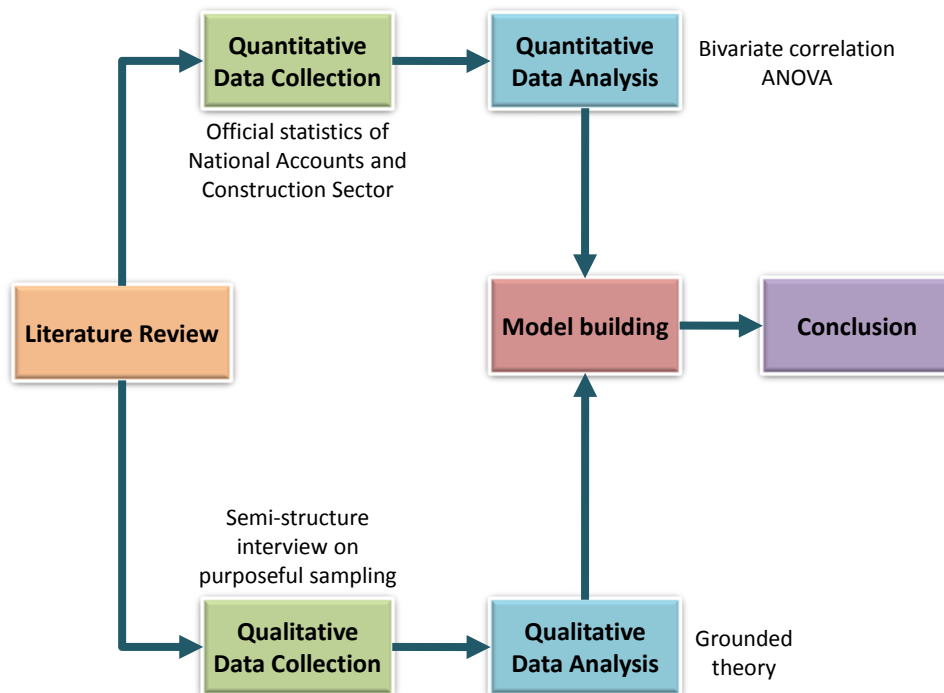 Quantitative
Data Collection
Quantitative
Data Analysis
Bivariate correlation
ANOVA
Official statistics of
National Accounts and
Construction Sector
Literature Review
Model building
Conclusion
Semi-structure
interview on
purposeful sampling
Qualitative
Data Collection
Qualitative
Data Analysis
Grounded
theory